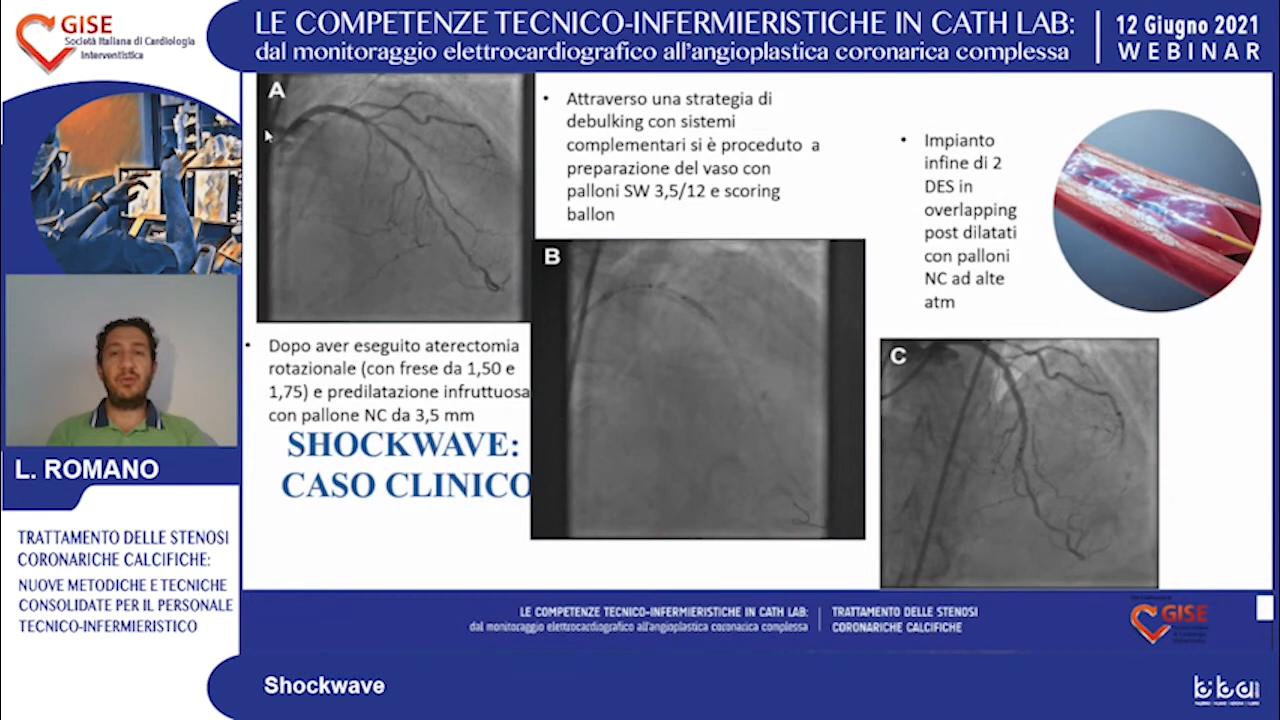 GISE
Società Italiana di Cardiologia
Interventistica
LE COMPETENZE TECNICO-INFERMIERISTICHE IN CATH LAB:
dal monitoraggio elettrocardiografico all'angioplastica coronarica complessa
12 Giugno 2021
WEBINAR
A
• Attraverso una strategia di
debulking con sistemi
complementari si è proceduto a
preparazione del vaso con
palloni SW 3,5/12 e scoring
ballon
• Impianto
infine di 2
DES in
overlapping
post dilatati
con palloni
NC ad alte
atm
B
• Dopo aver eseguito aterectomia
rotazionale (con frese da 1,50 e
1,75) e predilatazione infruttuosa
con pallone NC da 3,5 mm
SHOCKWAVE:
CASO CLINICO
C
L. ROMANO
TRATTAMENTO DELLE STENOSI
CORONARICHE CALCIFICHE:
NUOVE METODICHE E TECNICHE
CONSOLIDATE PER IL PERSONALE
TECNICO-INFERMIERISTICO
LE COMPETENZE TECNICO-INFERMIERISTICHE IN CATH LAB:
dal monitoraggio elettrocardiografico all'angioplastica coronarica complessa
TRATTAMENTO DELLE STENOSI
CORONARICHE CALCIFICHE
GISE
Shockwave